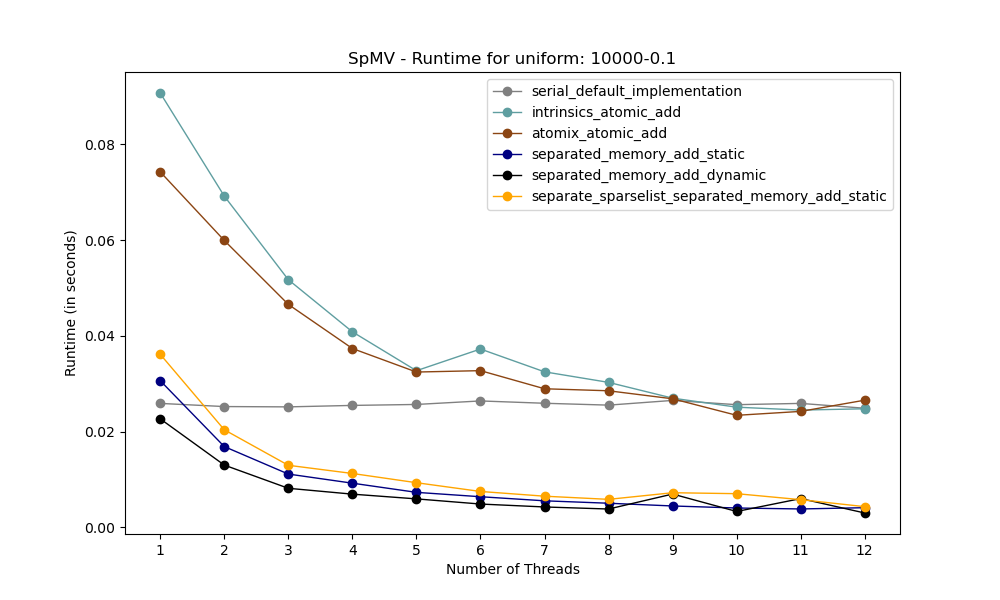 SpMV - Runtime for uniform: 10000-0.1
serial_default_implementation
intrinsics_atomic_add
atomix_atomic_add
separated_memory_add_static
separated_memory_add_dynamic
separate_sparselist_separated_memory_add_static
Runtime (in seconds)
0.08
0.06
0.04
0.02
0.00
1 2 3 4 5 6 7 8 9 10 11 12
Number of Threads